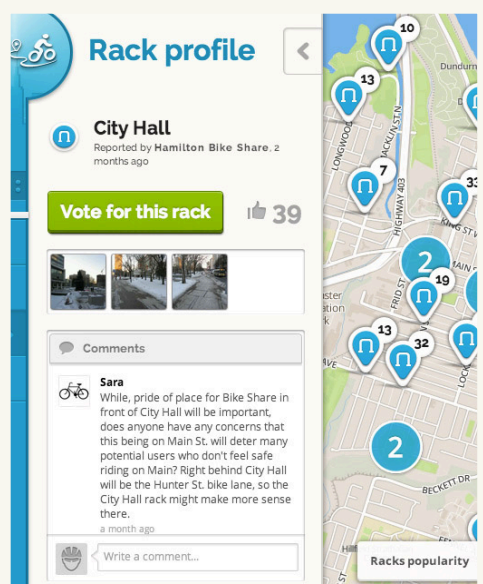 Rack profile
City Hall
Reported by Hamilton Bike Share, 2
months ago
Vote for this rack
39
Comments
Sara
While, pride of place for Bike Share in
front of City Hall will be important,
does anyone have any concerns that
this being on Main St. will deter many
potential users who don't feel safe
riding on Main? Right behind City Hall
will be the Hunter St. bike lane, so the
City Hall rack might make more sense
there.
a month ago
Write a comment...
10
Dundurn
13
LONGWOOD
MACKLIN ST N
7
HIGHWAY 403
33
KING ST W
2
MAIN
19
FRID ST
13
32
AVE
LOCK
2
BECKETT DR
Racks popularity